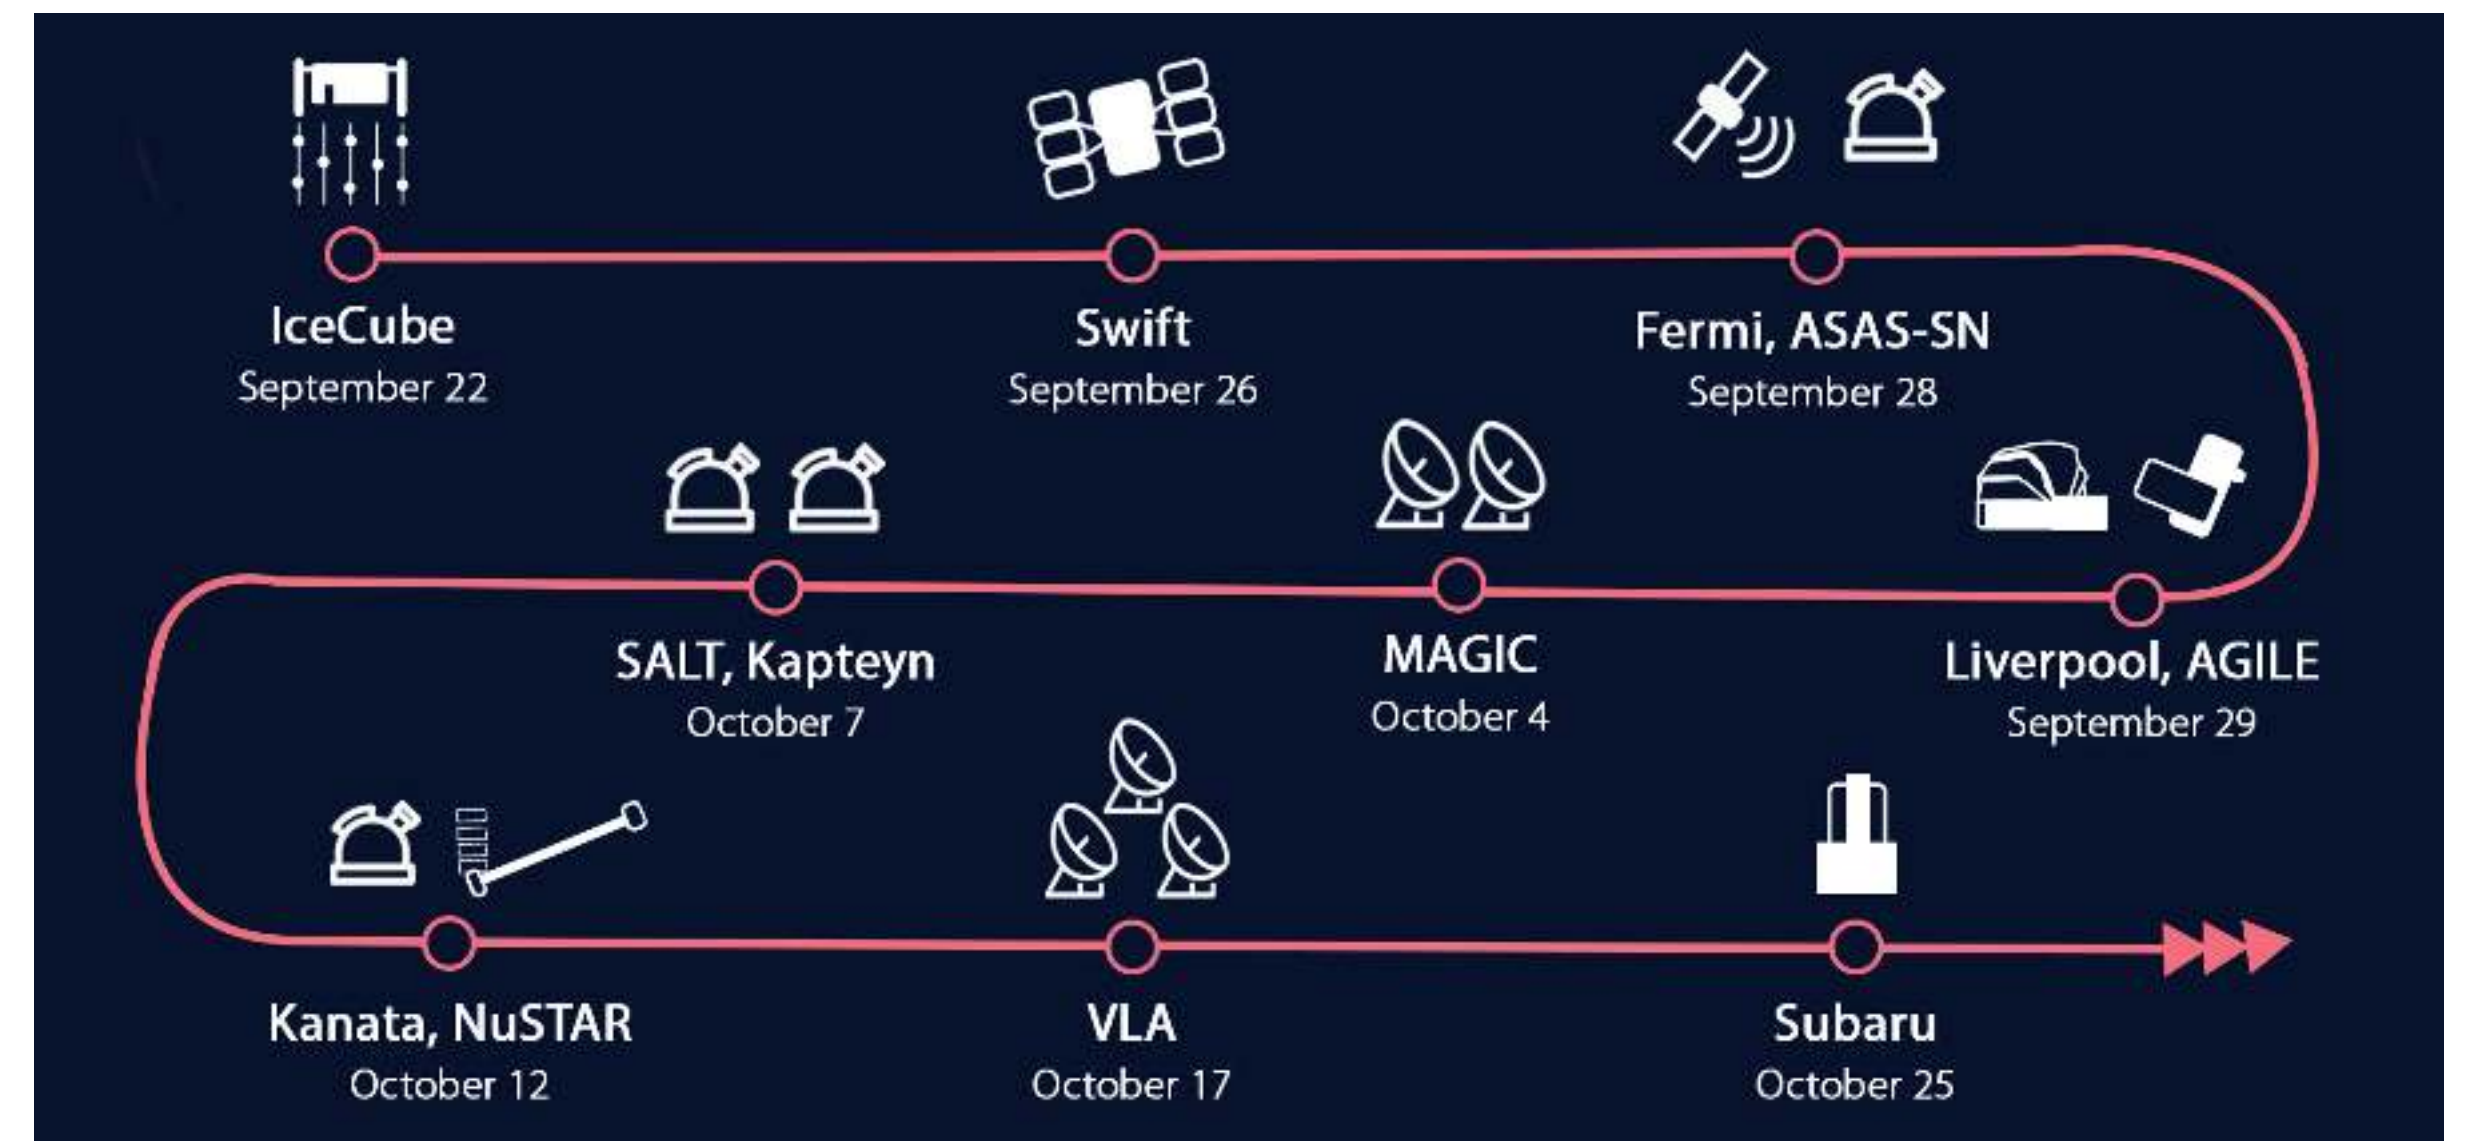 IceCube
September 22
Swift
September 26
Fermi, ASAS-SN
September 28
Liverpool, AGILE
September 29
MAGIC
October 4
SALT, Kapteyn
October 7
Kanata, NuSTAR
October 12
VLA
October 17
Subaru
October 25